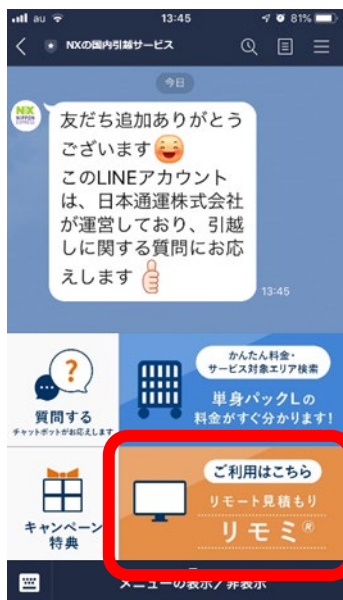 au 13:45 81%
NXの国内引越サービス
今日
NX
NIPPON
EXPRESS
友だち追加ありがとう
ございます
このLINEアカウント
は、日本通運株式会社
が運営しており、引越
しに関する質問にお応
えします
13:45
?
質問する
チャットボットがお応えします
かんたん料金・
サービス対象エリア検索
単身パックLの
料金がすぐ分かります!
キャンペーン
特典
ご利用はこちら
リモート見積もり
リモミ®
メニューの表示/非表示